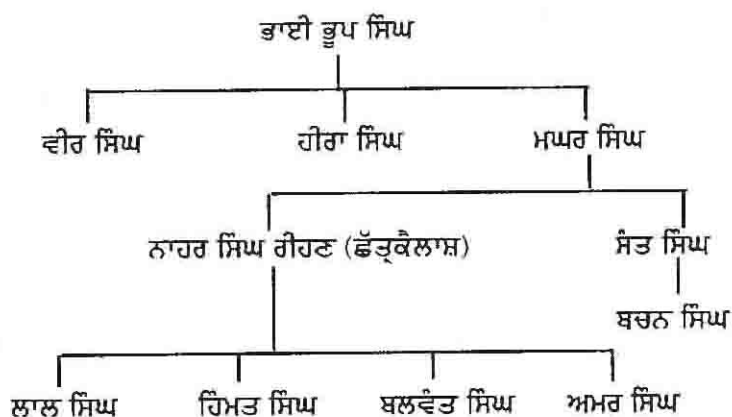 ਭਾਈ ਭੂਪ ਸਿੰਘ
ਵੀਰ ਸਿੰਘ ਹੀਰਾ ਸਿੰਘ ਮਘਰ ਸਿੰਘ
ਨਾਹਰ ਸਿੰਘ ਰੀਹਣ (ਛੱਤ੍ਰਕੈਲਾਸ਼) ਸੰਤ ਸਿੰਘ
ਬਚਨ ਸਿੰਘ
ਲਾਲ ਸਿੰਘ ਹਿੰਮਤ ਸਿੰਘ ਬਲਵੰਤ ਸਿੰਘ ਅਮਰ ਸਿੰਘ